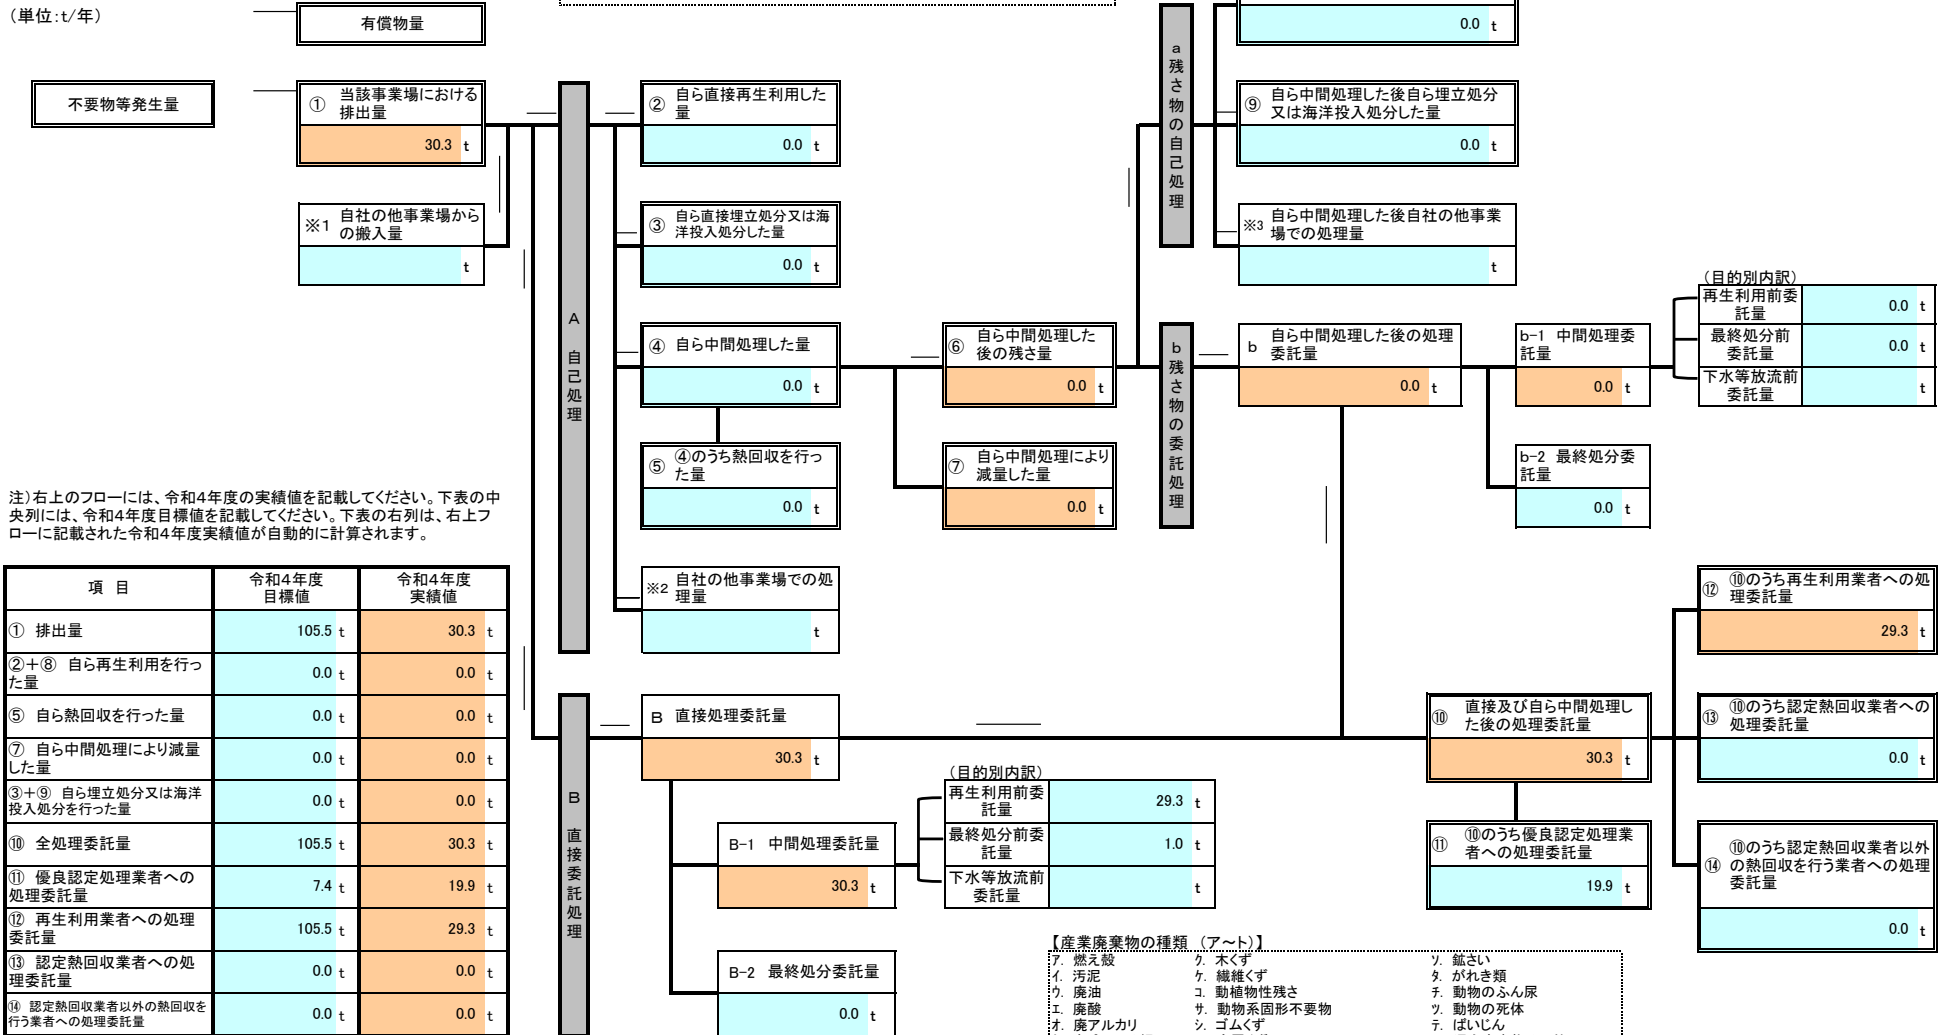 （単位:t/年）
有償物量
0.0 t
不要物等発生量
① 当該事業場における
排出量
30.3 t
※1 自社の他事業場から
の搬入量
t
A 自己処理
② 自ら直接再生利用した
量
0.0 t
③ 自ら直接埋立処分又は海
洋投入処分した量
0.0 t
④ 自ら中間処理した量
0.0 t
⑤ ④のうち熱回収を行っ
た量
0.0 t
※2 自社の他事業場での処
理量
t
⑥ 自ら中間処理した
後の残さ量
0.0 t
⑦ 自ら中間処理により
減量した量
0.0 t
a 残さ物の自己処理
⑨ 自ら中間処理した後自ら埋立処分
又は海洋投入処分した量
0.0 t
※3 自ら中間処理した後自社の他事業
場での処理量
t
b 残さ物の委託処理
b 自ら中間処理した後の処理
委託量
0.0 t
b-1 中間処理委
託量
0.0 t
b-2 最終処分委
託量
0.0 t
（目的別内訳）
再生利用前委
託量
0.0 t
最終処分前
委託量
0.0 t
下水等放流前
委託量
t
注）右上のフローには、令和4年度の実績値を記載してください。下表の中
央列には、令和4年度目標値を記載してください。下表の右列は、右上フ
ローに記載された令和4年度実績値が自動的に計算されます。
項 目 令和4年度
目標値 令和4年度
実績値
① 排出量 105.5 t 30.3 t
②＋⑧ 自ら再生利用を行っ
た量 0.0 t 0.0 t
⑤ 自ら熱回収を行った量 0.0 t 0.0 t
⑦ 自ら中間処理により減量
した量 0.0 t 0.0 t
③＋⑨ 自ら埋立処分又は海洋
投入処分を行った量 0.0 t 0.0 t
⑩ 全処理委託量 105.5 t 30.3 t
⑪ 優良認定処理業者への
処理委託量 7.4 t 19.9 t
⑫ 再生利用業者への処理
委託量 105.5 t 29.3 t
⑬ 認定熱回収業者への処
理委託量 0.0 t 0.0 t
⑭ 認定熱回収業者以外の熱回収を
行う業者への処理委託量 0.0 t 0.0 t
B 直接委託処理
B 直接処理委託量
30.3 t
B-1 中間処理委託量
30.3 t
B-2 最終処分委託量
0.0 t
（目的別内訳）
再生利用前委
託量
29.3 t
最終処分前委
託量
1.0 t
下水等放流前
委託量
t
⑩ 直接及び自ら中間処理し
た後の処理委託量
30.3 t
⑪ ⑩のうち優良認定処理業
者への処理委託量
19.9 t
⑫ ⑩のうち再生利用業者への処
理委託量
29.3 t
⑬ ⑩のうち認定熱回収業者への
処理委託量
0.0 t
⑭ ⑩のうち認定熱回収業者以外
の熱回収を行う業者への処理
委託量
0.0 t
【産業廃棄物の種類 （ア～ト）】
ア. 燃え殻 ク. 木くず ソ. 鉱さい
イ. 汚泥 ケ. 繊維くず タ. がれき類
ウ. 廃油 コ. 動植物性残さ チ. 動物のふん尿
エ. 廃酸 サ. 動物系固形不要物 ツ. 動物の死体
オ. 廃アルカリ シ. ゴムくず テ. ばいじん